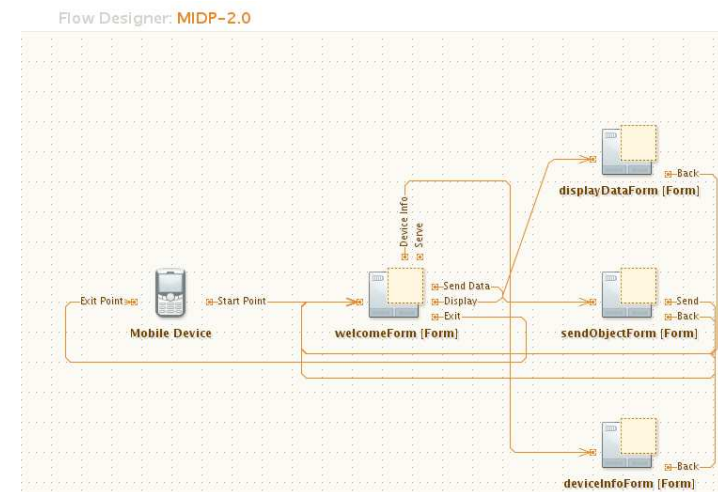 Flow Designer: MIDP-2.0
Back
displayDataForm [Form]
Device Info
Serve
Exit Point
Start Point
Mobile Device
Send Data
Display
Exit
welcomeForm [Form]
Send
Back
sendObjectForm [Form]
Back
deviceInfoForm [Form]